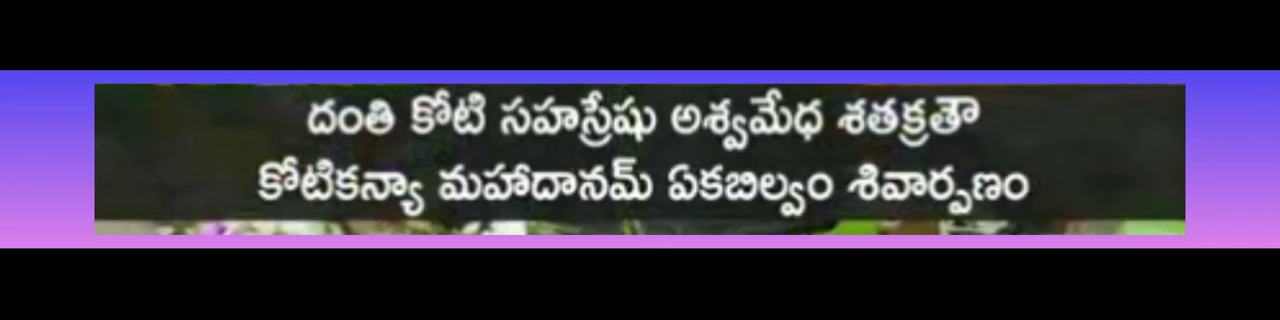 దంతి కోటి సహస్రేషు అశ్వమేధ శతక్రతౌ
కోటికన్యా మహాదానమ్ ఏకబిల్వం శివార్పణం